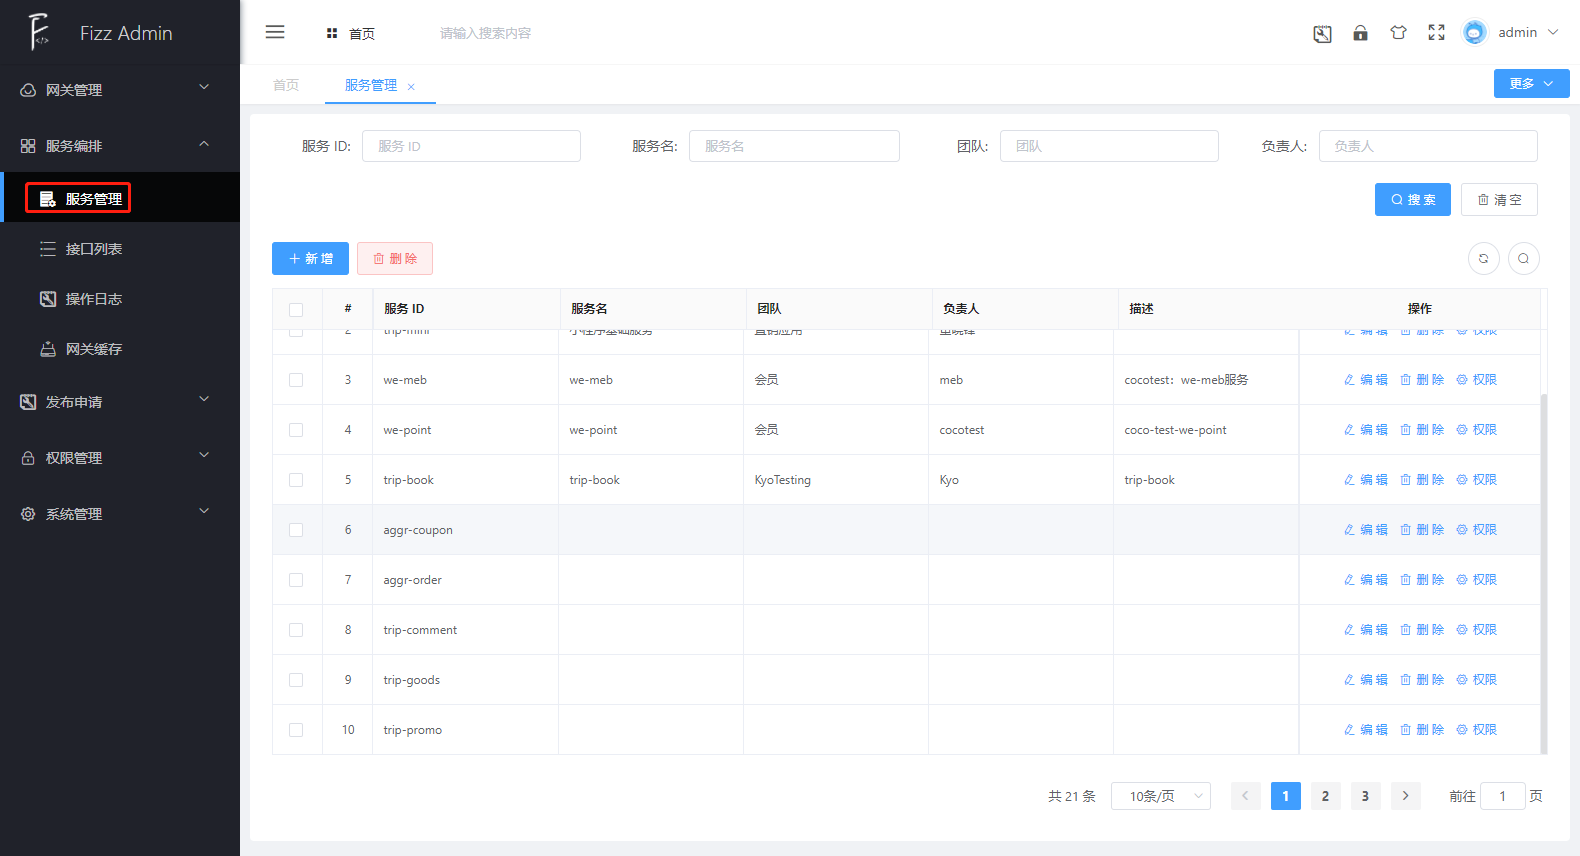 Fizz Admin
首页
请输入搜索内容
admin
网关管理
服务编排
服务管理
接口列表
操作日志
网关缓存
发布申请
权限管理
系统管理
首页 服务管理 ×
更多
服务 ID: 服务 ID 服务名: 服务名 团队: 团队 负责人: 负责人
搜索 清空
新增 删除
# 服务 ID 服务名 团队 负责人 描述 操作
2 trip-mini 小程序基础服务 编辑 删除 权限
3 we-meb we-meb 会员 meb cocotest：we-meb服务 编辑 删除 权限
4 we-point we-point 会员 cocotest coco-test-we-point 编辑 删除 权限
5 trip-book trip-book KyoTesting Kyo trip-book 编辑 删除 权限
6 aggr-coupon 编辑 删除 权限
7 aggr-order 编辑 删除 权限
8 trip-comment 编辑 删除 权限
9 trip-goods 编辑 删除 权限
10 trip-promo 编辑 删除 权限
共 21 条 10条/页 1 2 3 前往 1 页